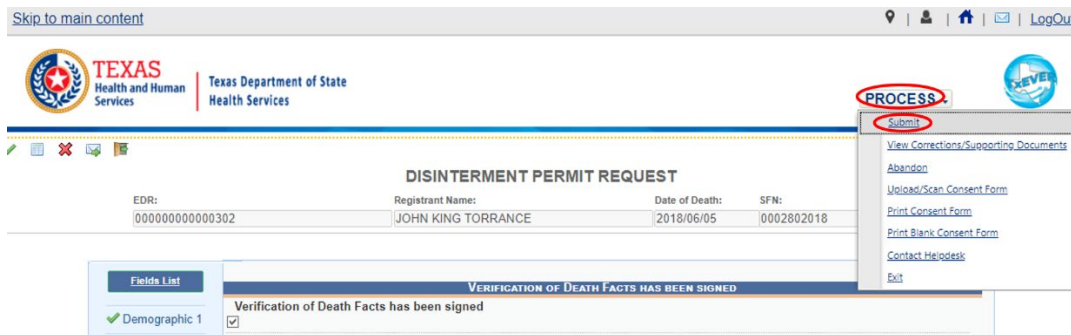 Skip to main content | | | | LogOu
TEXAS
Health and Human
Services
Texas Department of State
Health Services
TxEVER
PROCESS
Submit
View Corrections/Supporting Documents
Abandon
Upload/Scan Consent Form
Print Consent Form
Print Blank Consent Form
Contact Helpdesk
Exit
DISINTERMENT PERMIT REQUEST
EDR: Registrant Name: Date of Death: SFN:
000000000000302 JOHN KING TORRANCE 2018/06/05 0002802018
Fields List
VERIFICATION OF DEATH FACTS HAS BEEN SIGNED
Verification of Death Facts has been signed
Demographic 1